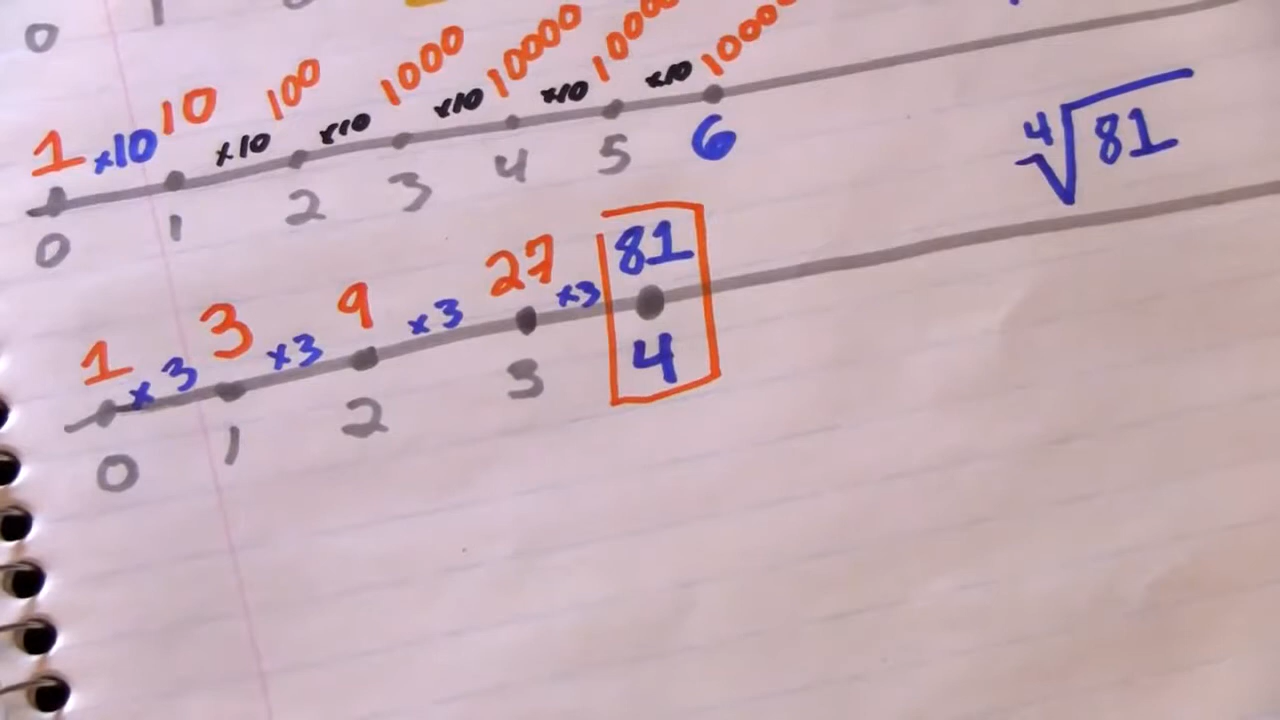 0
1 10 100 1000 10000
×10 ×10 ×10 ×10 ×10 ×10
0 1 2 3 4 5 6
∜81
1 3 9 27 81
×3 ×3 ×3 ×3
0 1 2 3 4